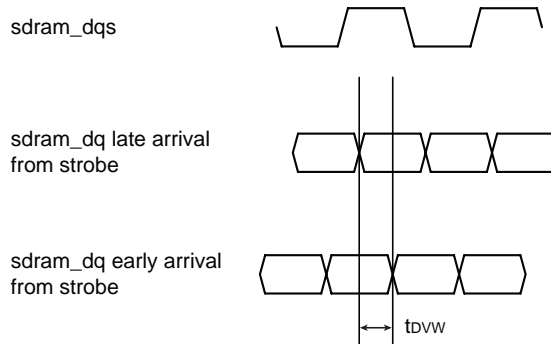 sdram_dqs
sdram_dq late arrival
from strobe
sdram_dq early arrival
from strobe
tDVW